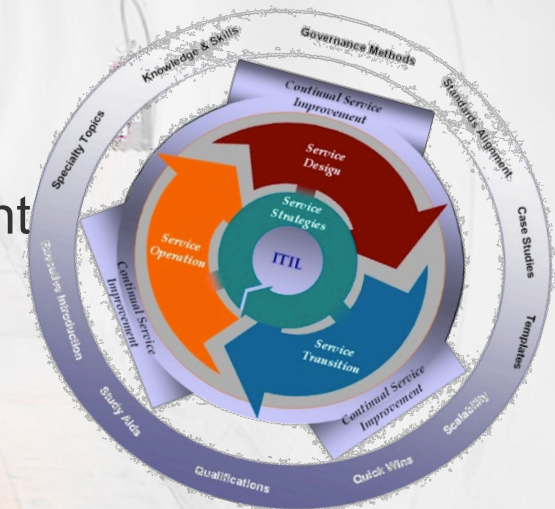 Knowledge & Skills
Governance Methods
Standards Alignment
Case Studies
Templates
Scalability
Quick Wins
Qualifications
Study Aids
Executive Introduction
Specialty Topics
Continual Service
Improvement
Service
Design
Service
Strategies
ITIL
Service
Operation
Service
Transition
Continual Service
Improvement
Continual Service
Improvement
nt